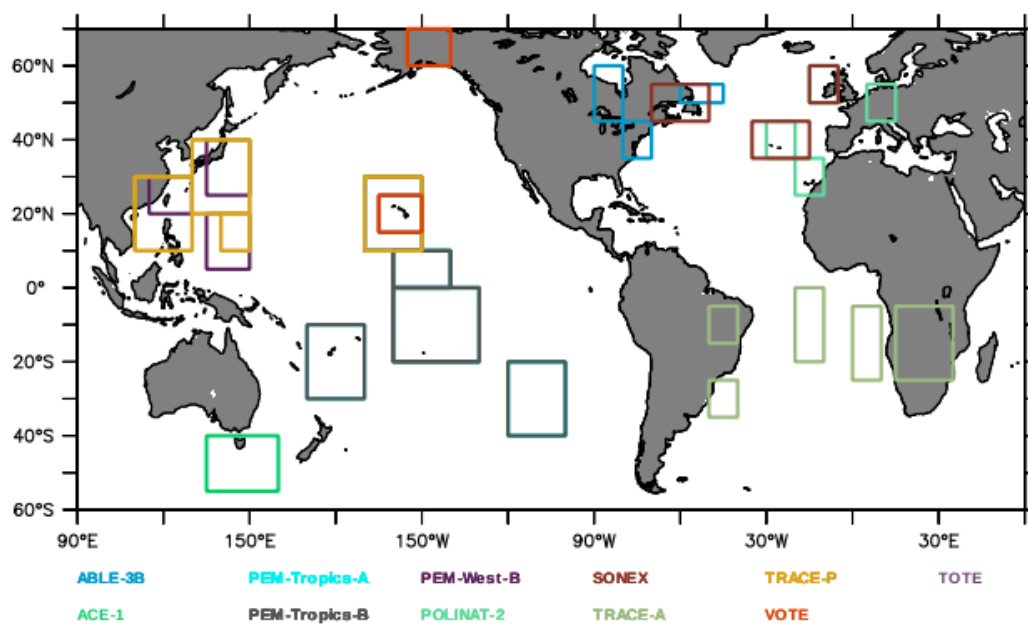 60°N
40°N
20°N
0°
20°S
40°S
60°S
90°E 150°E 150°W 90°W 30°W 30°E
ABLE-3B PEM-Tropics-A PEM-West-B SONEX TRACE-P TOTE
ACE-1 PEM-Tropics-B POLINAT-2 TRACE-A VOTE